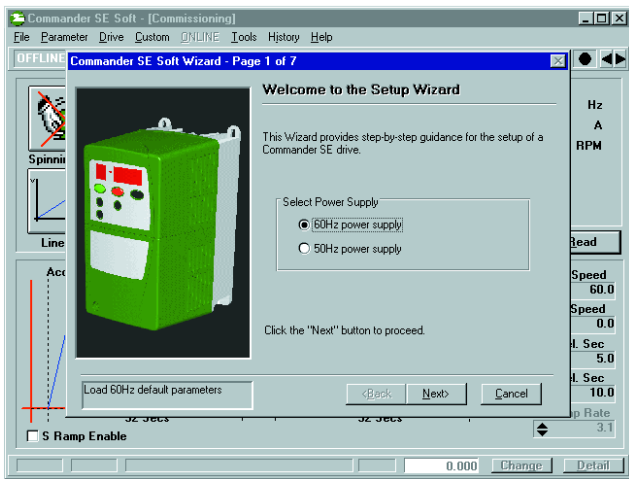 Commander SE Soft - [Commissioning]
File Parameter Drive Custom ONLINE Tools History Help
OFFLINE
Commander SE Soft Wizard - Page 1 of 7
Welcome to the Setup Wizard
This Wizard provides step-by-step guidance for the setup of a
Commander SE drive.
Select Power Supply
60Hz power supply
50Hz power supply
Click the "Next" button to proceed.
Load 60Hz default parameters
<Back Next> Cancel
Hz
A
RPM
Spinni
V
Line
Read
Acc
Speed
60.0
Speed
0.0
l. Sec
5.0
l. Sec
10.0
p Rate
3.1
32 Secs 32 Secs
S Ramp Enable
0.000 Change Detail